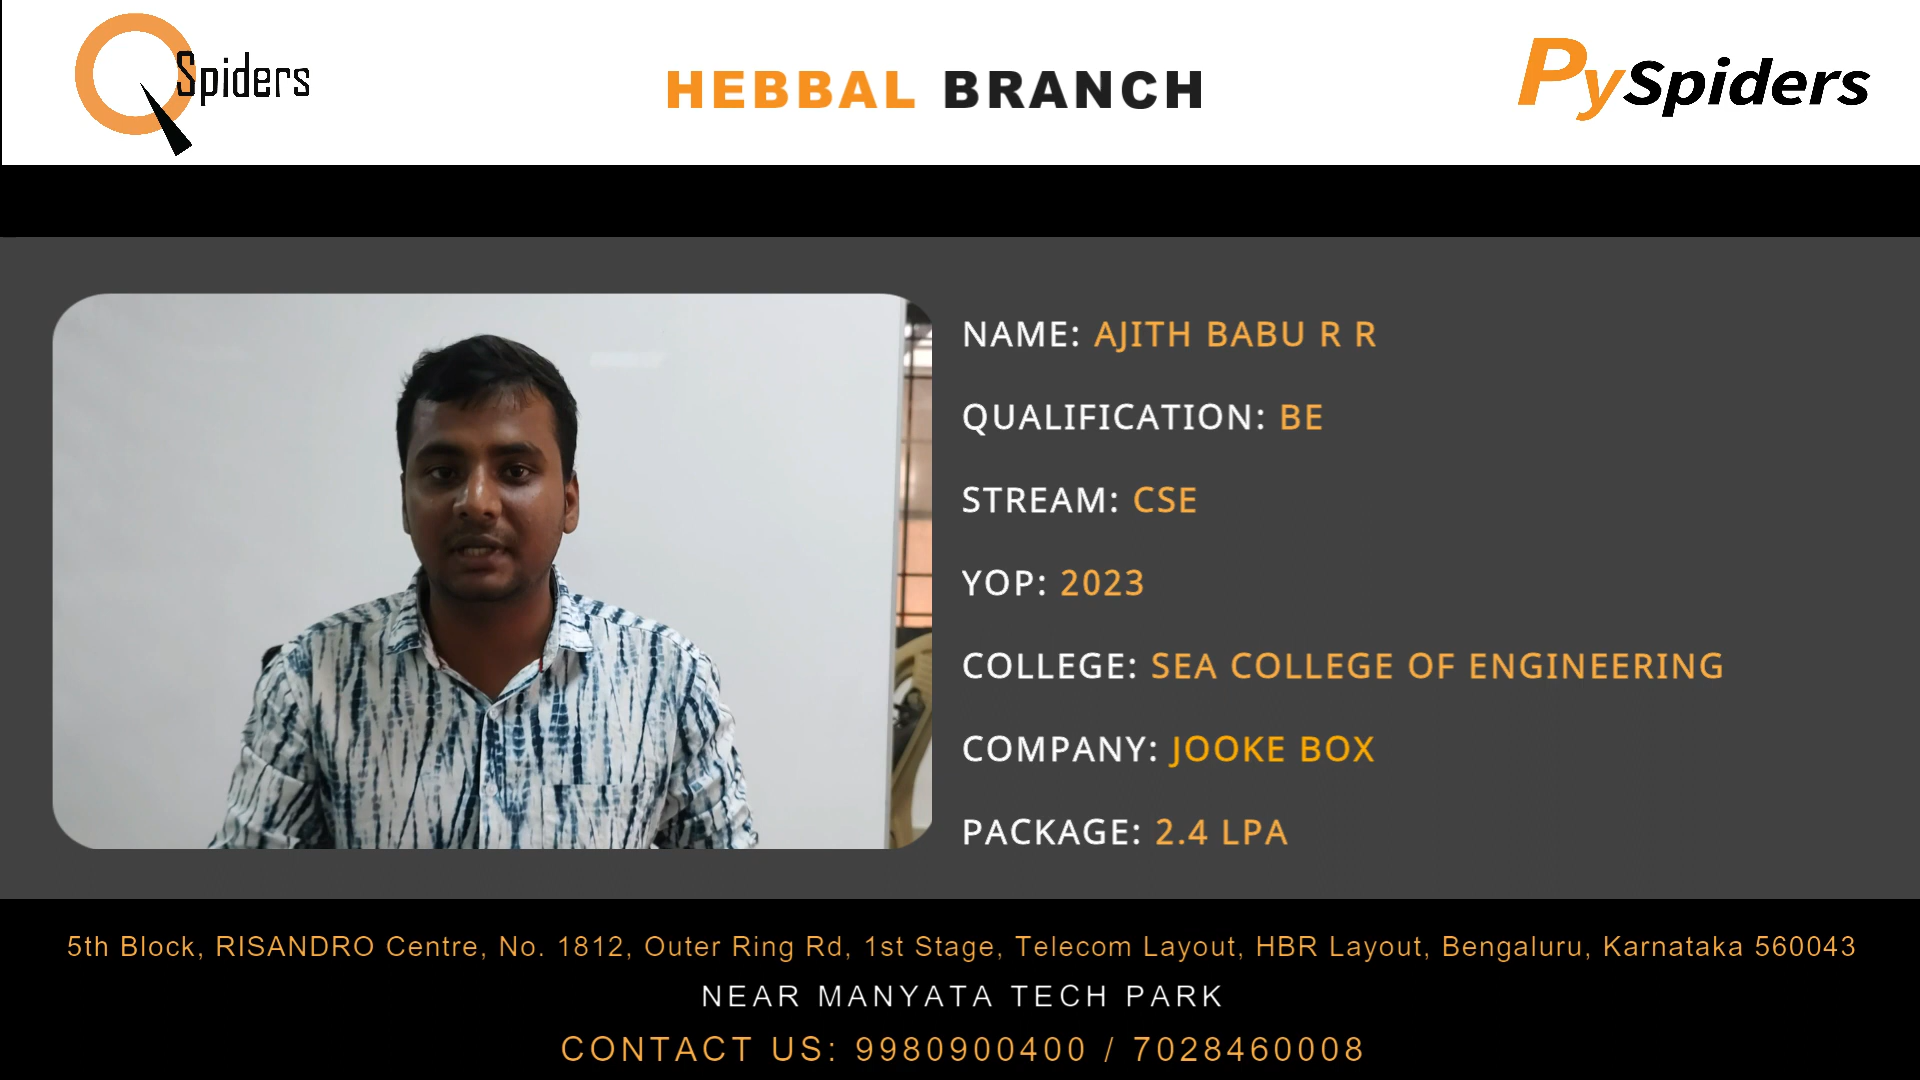 QSpiders
HEBBAL BRANCH
PySpiders
NAME: AJITH BABU R R
QUALIFICATION: BE
STREAM: CSE
YOP: 2023
COLLEGE: SEA COLLEGE OF ENGINEERING
COMPANY: JOOKE BOX
PACKAGE: 2.4 LPA
5th Block, RISANDRO Centre, No. 1812, Outer Ring Rd, 1st Stage, Telecom Layout, HBR Layout, Bengaluru, Karnataka 560043
NEAR MANYATA TECH PARK
CONTACT US: 9980900400 / 7028460008